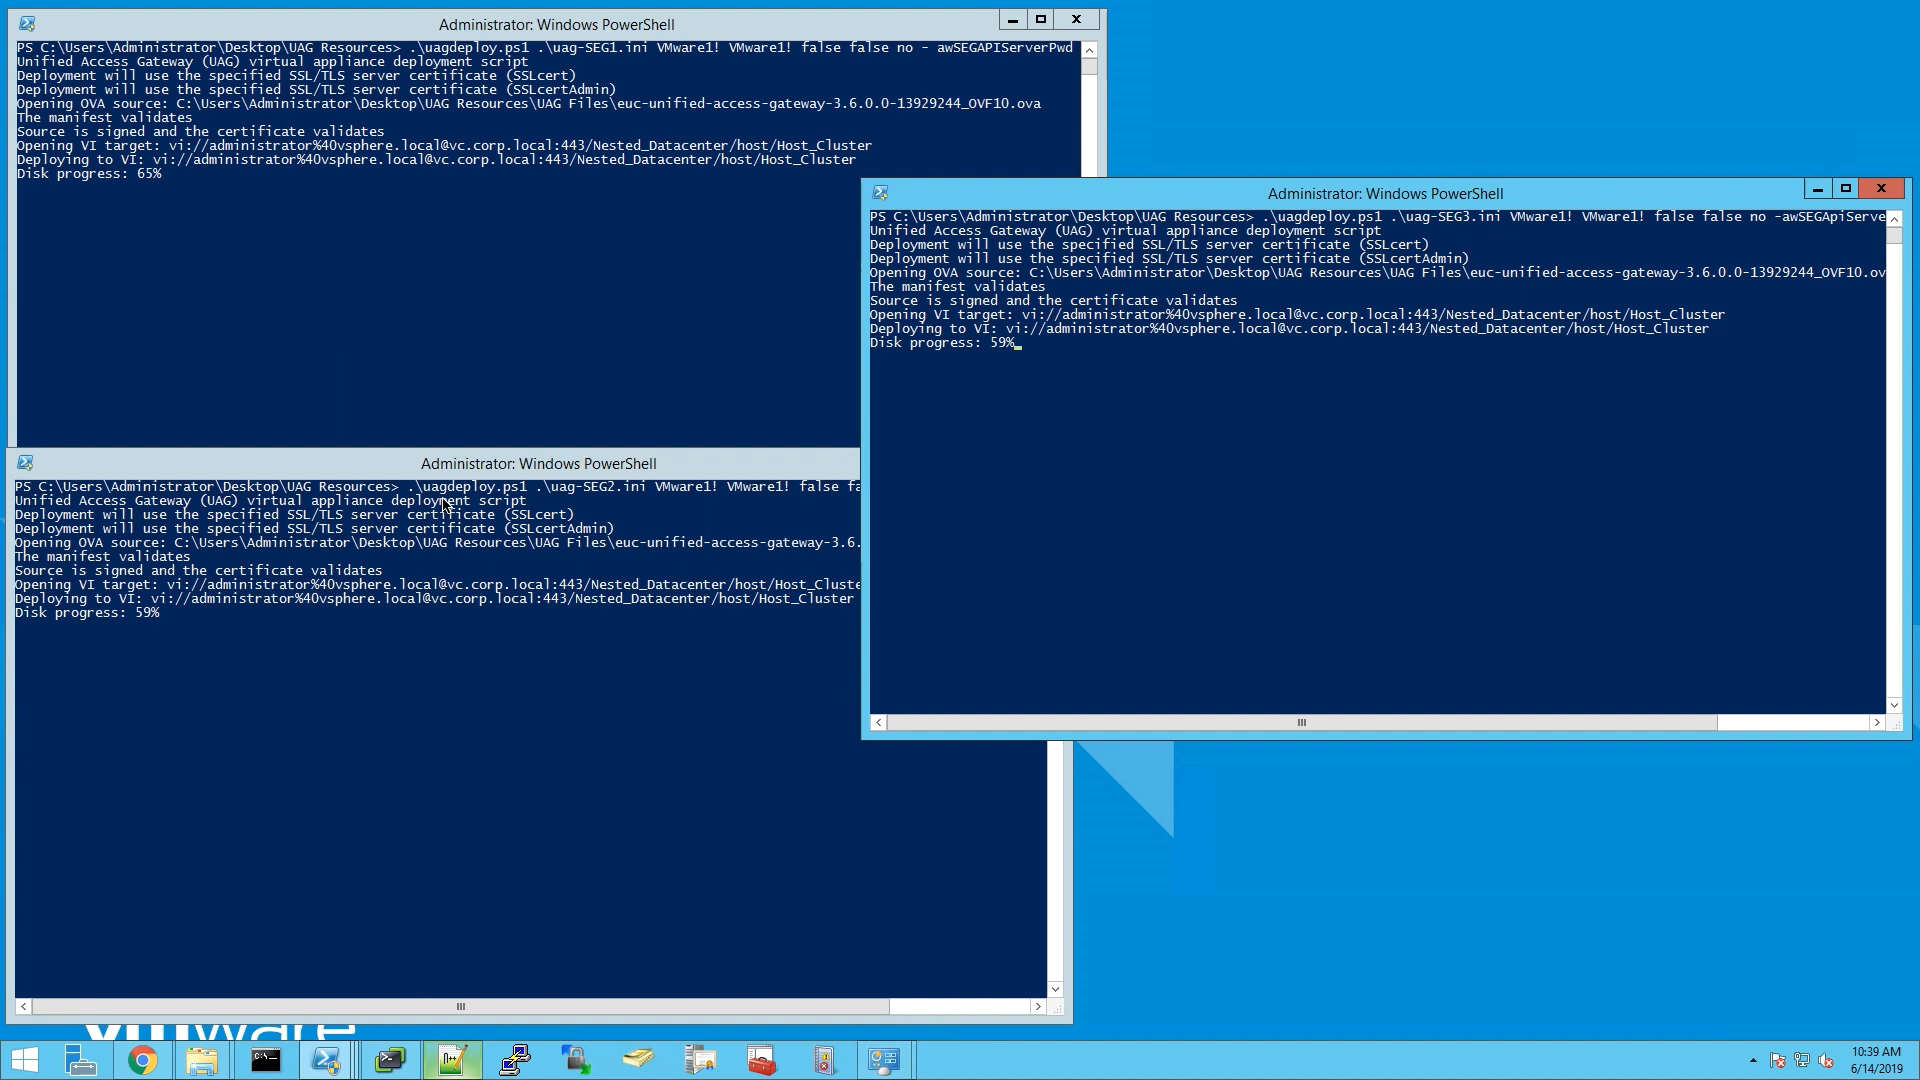 Administrator: Windows PowerShell
PS C:\Users\Administrator\Desktop\UAG Resources> .\uagdeploy.ps1 .\uag-SEG1.ini VMware1! VMware1! false false no - awSEGAPIServerPwd
Unified Access Gateway (UAG) virtual appliance deployment script
Deployment will use the specified SSL/TLS server certificate (SSLcert)
Deployment will use the specified SSL/TLS server certificate (SSLcertAdmin)
Opening OVA source: C:\Users\Administrator\Desktop\UAG Resources\UAG Files\euc-unified-access-gateway-3.6.0.0-13929244_OVF10.ova
The manifest validates
Source is signed and the certificate validates
Opening VI target: vi://administrator%40vsphere.local@vc.corp.local:443/Nested_Datacenter/host/Host_Cluster
Deploying to VI: vi://administrator%40vsphere.local@vc.corp.local:443/Nested_Datacenter/host/Host_Cluster
Disk progress: 65%
Administrator: Windows PowerShell
PS C:\Users\Administrator\Desktop\UAG Resources> .\uagdeploy.ps1 .\uag-SEG3.ini VMware1! VMware1! false false no -awSEGApiServe
Unified Access Gateway (UAG) virtual appliance deployment script
Deployment will use the specified SSL/TLS server certificate (SSLcert)
Deployment will use the specified SSL/TLS server certificate (SSLcertAdmin)
Opening OVA source: C:\Users\Administrator\Desktop\UAG Resources\UAG Files\euc-unified-access-gateway-3.6.0.0-13929244_OVF10.ov
The manifest validates
Source is signed and the certificate validates
Opening VI target: vi://administrator%40vsphere.local@vc.corp.local:443/Nested_Datacenter/host/Host_Cluster
Deploying to VI: vi://administrator%40vsphere.local@vc.corp.local:443/Nested_Datacenter/host/Host_Cluster
Disk progress: 59%
Administrator: Windows PowerShell
PS C:\Users\Administrator\Desktop\UAG Resources> .\uagdeploy.ps1 .\uag-SEG2.ini VMware1! VMware1! false fa
Unified Access Gateway (UAG) virtual appliance deployment script
Deployment will use the specified SSL/TLS server certificate (SSLcert)
Deployment will use the specified SSL/TLS server certificate (SSLcertAdmin)
Opening OVA source: C:\Users\Administrator\Desktop\UAG Resources\UAG Files\euc-unified-access-gateway-3.6.
The manifest validates
Source is signed and the certificate validates
Opening VI target: vi://administrator%40vsphere.local@vc.corp.local:443/Nested_Datacenter/host/Host_Cluste
Deploying to VI: vi://administrator%40vsphere.local@vc.corp.local:443/Nested_Datacenter/host/Host_Cluster
Disk progress: 59%
vmware
10:39 AM
6/14/2019